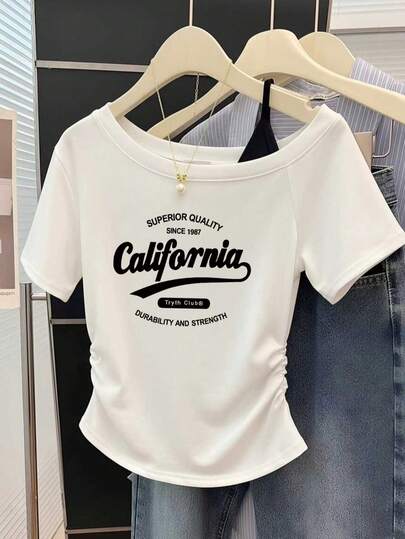 SUPERIOR QUALITY
SINCE 1987
California
Tryth Club®
DURABILITY AND STRENGTH